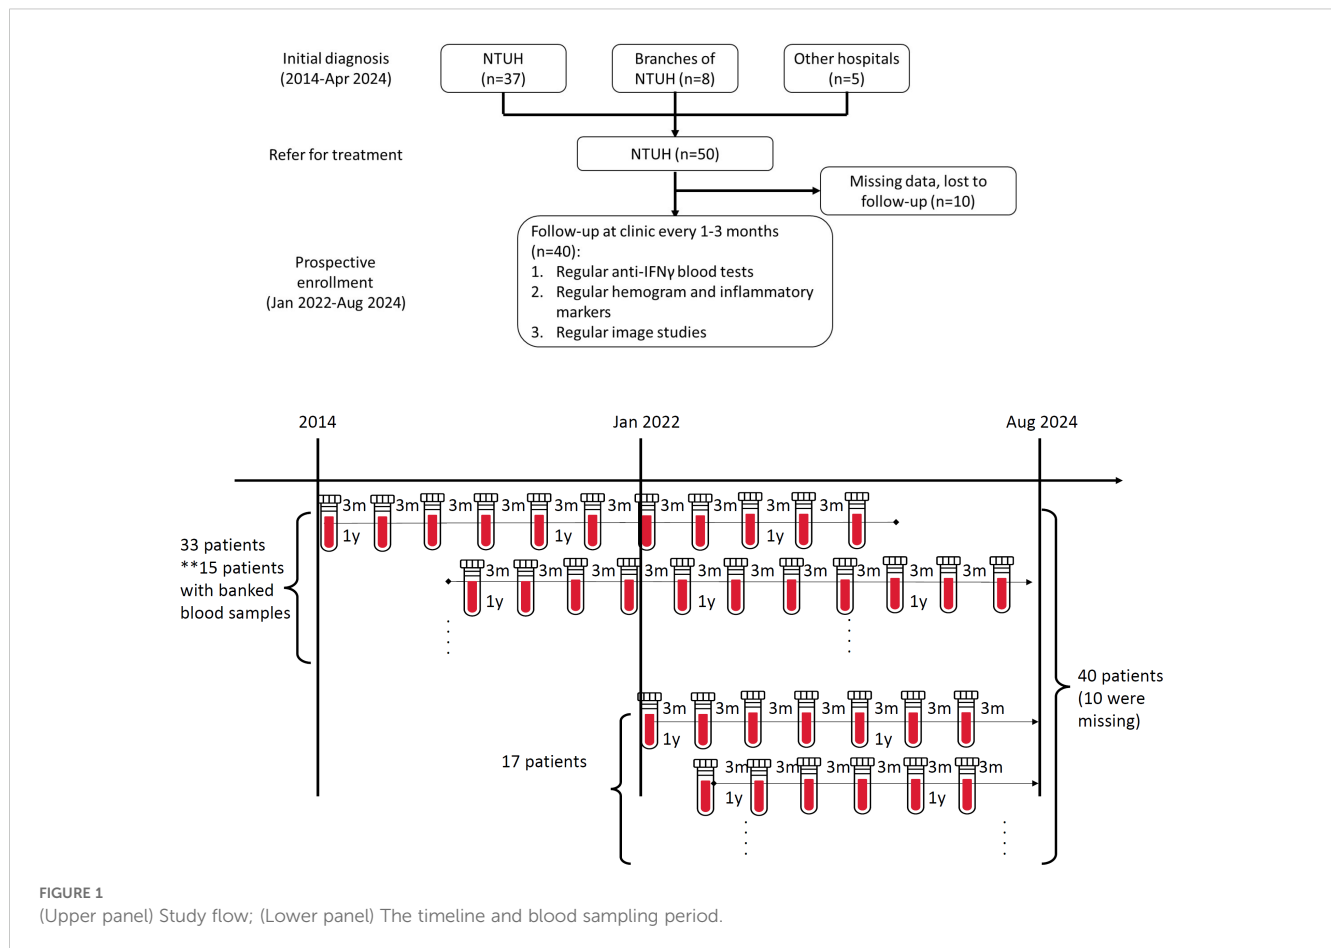 Initial diagnosis
(2014-Apr 2024)
NTUH
(n=37)
Branches of
NTUH (n=8)
Other hospitals
(n=5)
Refer for treatment
NTUH (n=50)
Missing data, lost to
follow-up (n=10)
Prospective
enrollment
(Jan 2022-Aug 2024)
Follow-up at clinic every 1-3 months
(n=40):
1. Regular anti-IFNγ blood tests
2. Regular hemogram and inflammatory
markers
3. Regular image studies
2014
Jan 2022
Aug 2024
3m 3m 3m 3m 3m 3m 3m 3m 3m 3m
1y 1y 1y
33 patients
**15 patients
with banked
blood samples
3m 3m 3m 3m 3m 3m 3m 3m 3m 3m
1y 1y 1y
40 patients
(10 were
missing)
3m 3m 3m 3m 3m 3m 3m
1y 1y
17 patients
3m 3m 3m 3m 3m 3m
1y 1y
FIGURE 1
(Upper panel) Study flow; (Lower panel) The timeline and blood sampling period.